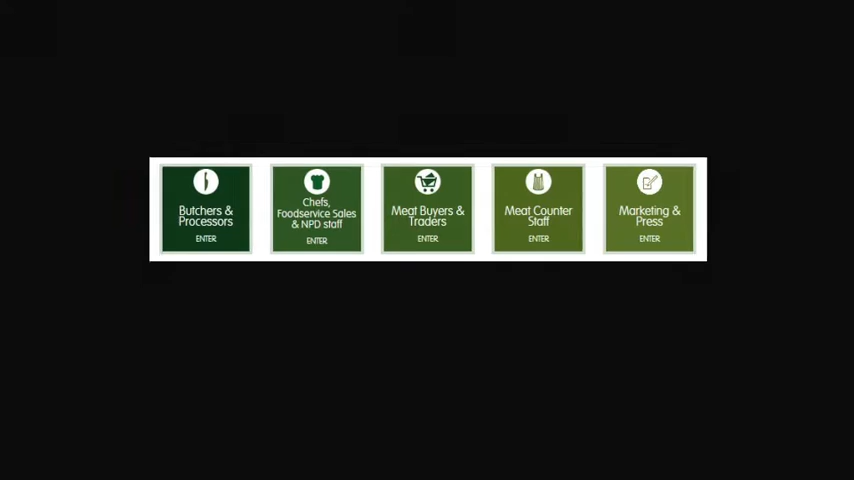 Butchers &
Processors
ENTER
Chefs,
Foodservice Sales
& NPD staff
ENTER
Meat Buyers &
Traders
ENTER
Meat Counter
Staff
ENTER
Marketing &
Press
ENTER